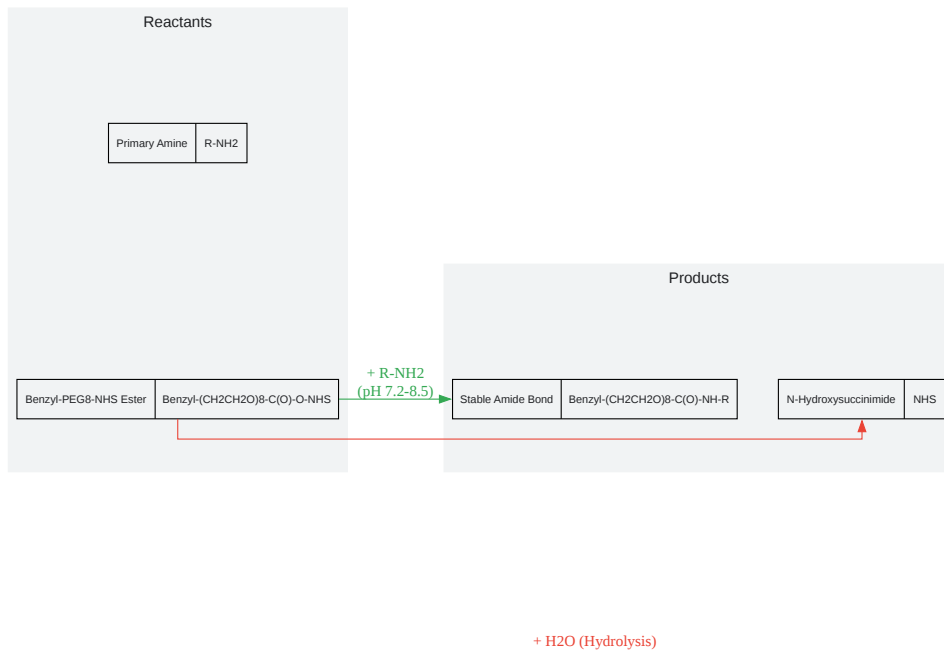 Reactants
Primary Amine
R-NH2
Products
+ R-NH2
(pH 7.2-8.5)
Benzyl-PEG8-NHS Ester
Benzyl-(CH2CH2O)8-C(O)-O-NHS
Stable Amide Bond
Benzyl-(CH2CH2O)8-C(O)-NH-R
N-Hydroxysuccinimide
NHS
+ H2O (Hydrolysis)